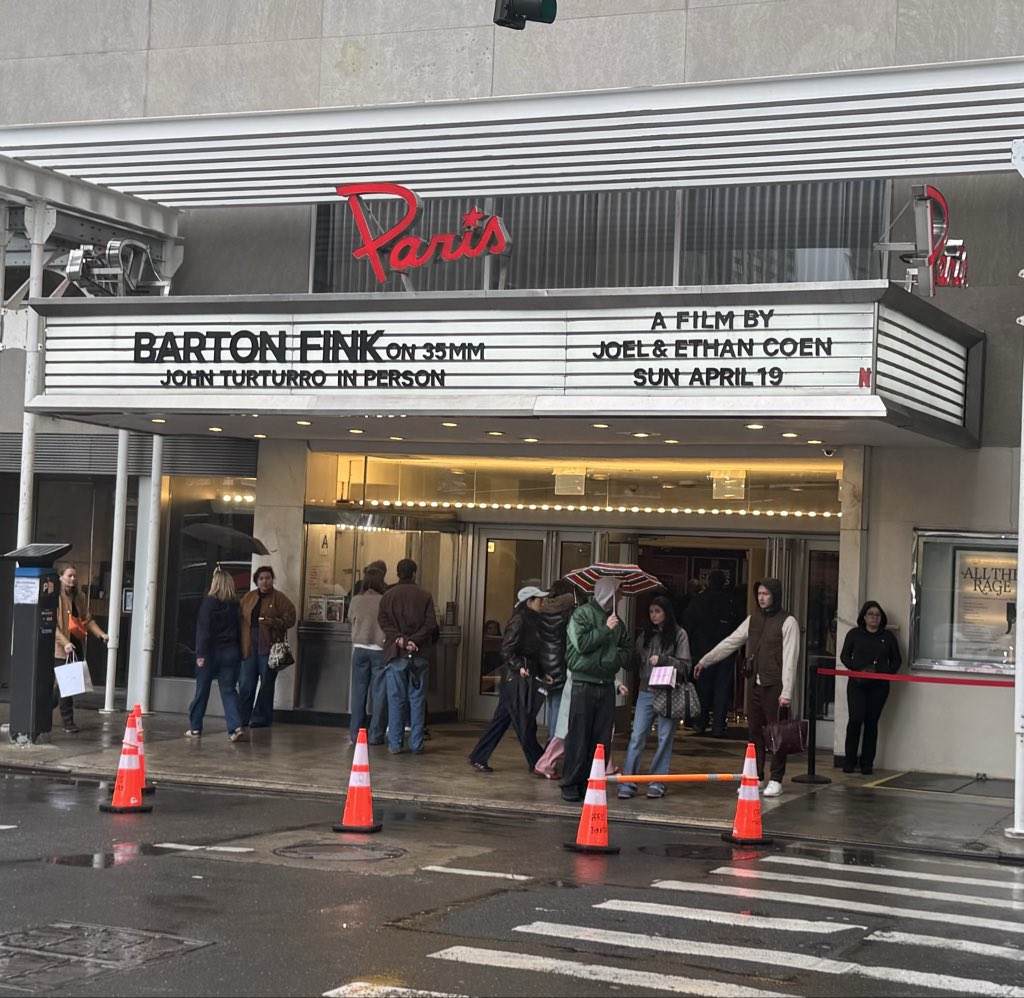 Paris
Paris
BARTON FINK ON 35MM
JOHN TURTURRO IN PERSON
A FILM BY
JOEL & ETHAN COEN
SUN APRIL 19
N
A
ALL THE
RAGE